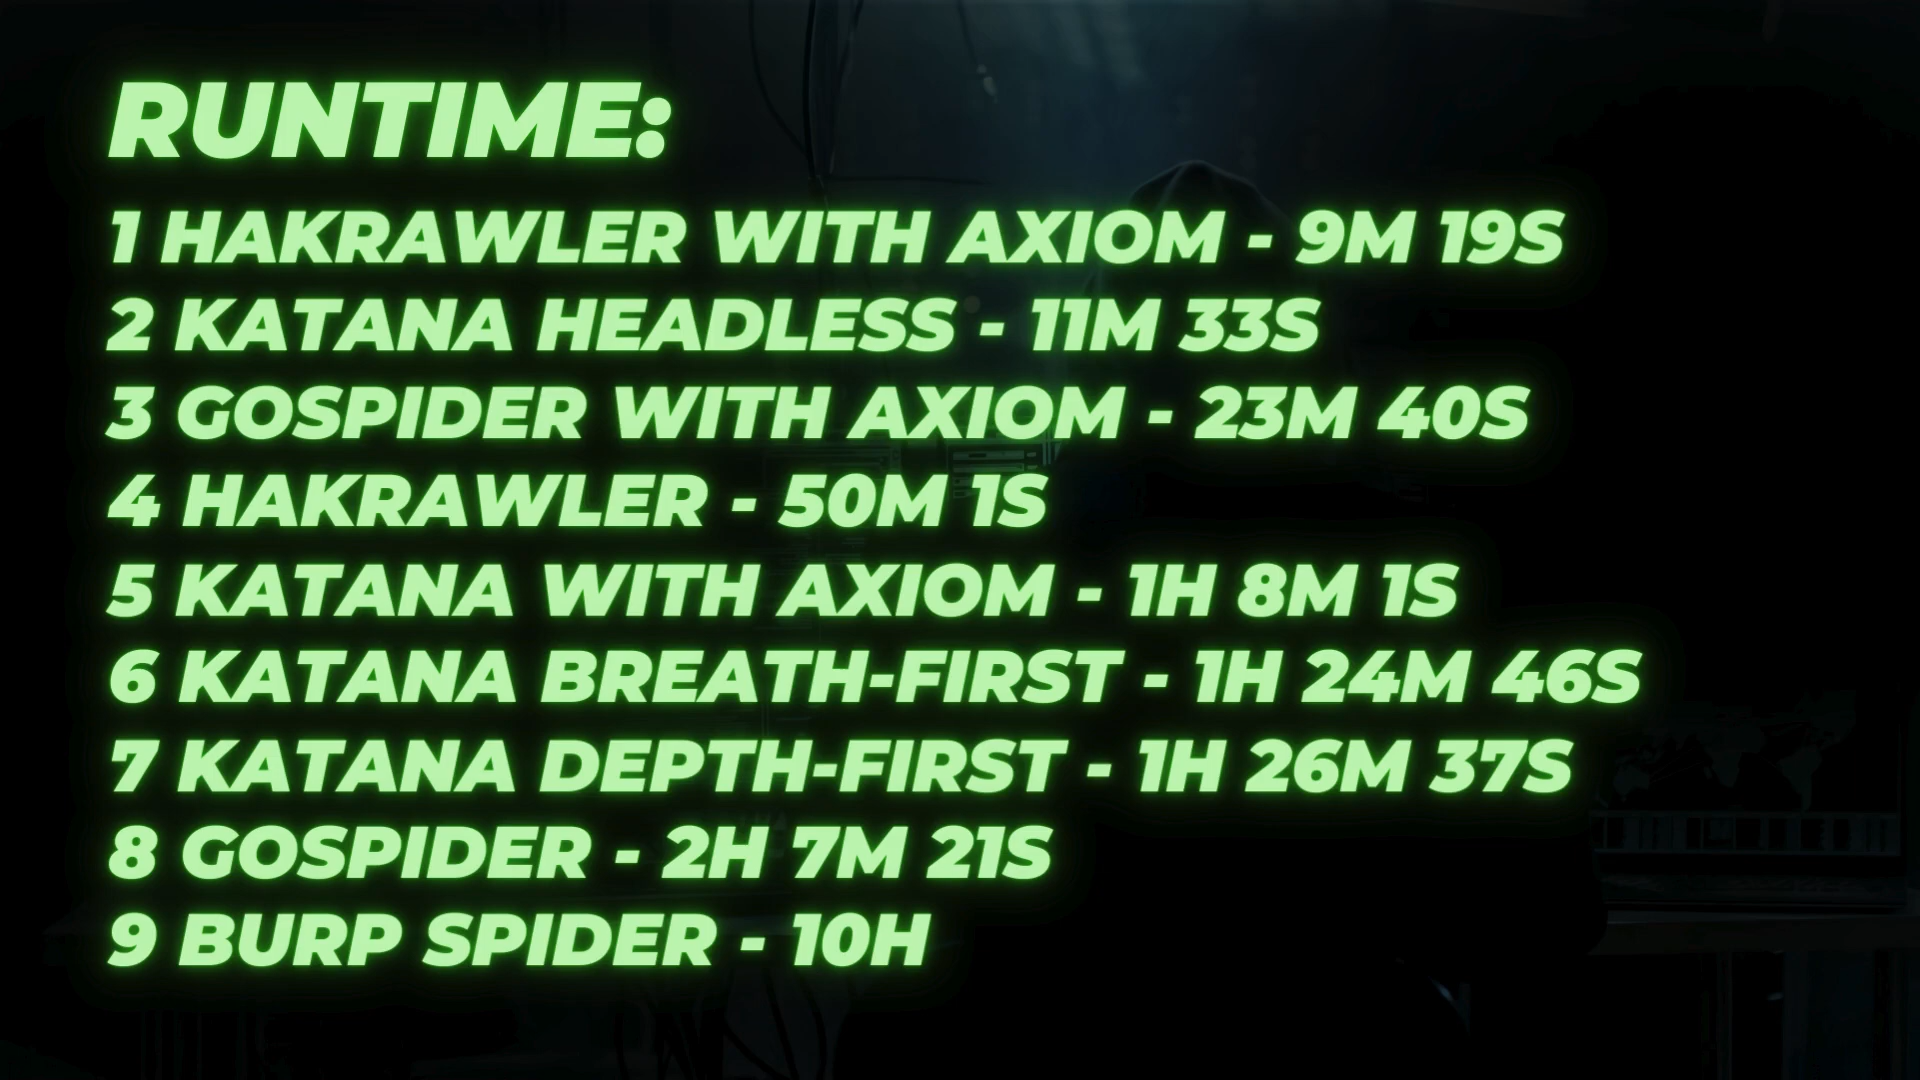 RUNTIME:
1 HAKRAWLER WITH AXIOM - 9M 19S
2 KATANA HEADLESS - 11M 33S
3 GOSPIDER WITH AXIOM - 23M 40S
4 HAKRAWLER - 50M 1S
5 KATANA WITH AXIOM - 1H 8M 1S
6 KATANA BREATH-FIRST - 1H 24M 46S
7 KATANA DEPTH-FIRST - 1H 26M 37S
8 GOSPIDER - 2H 7M 21S
9 BURP SPIDER - 10H